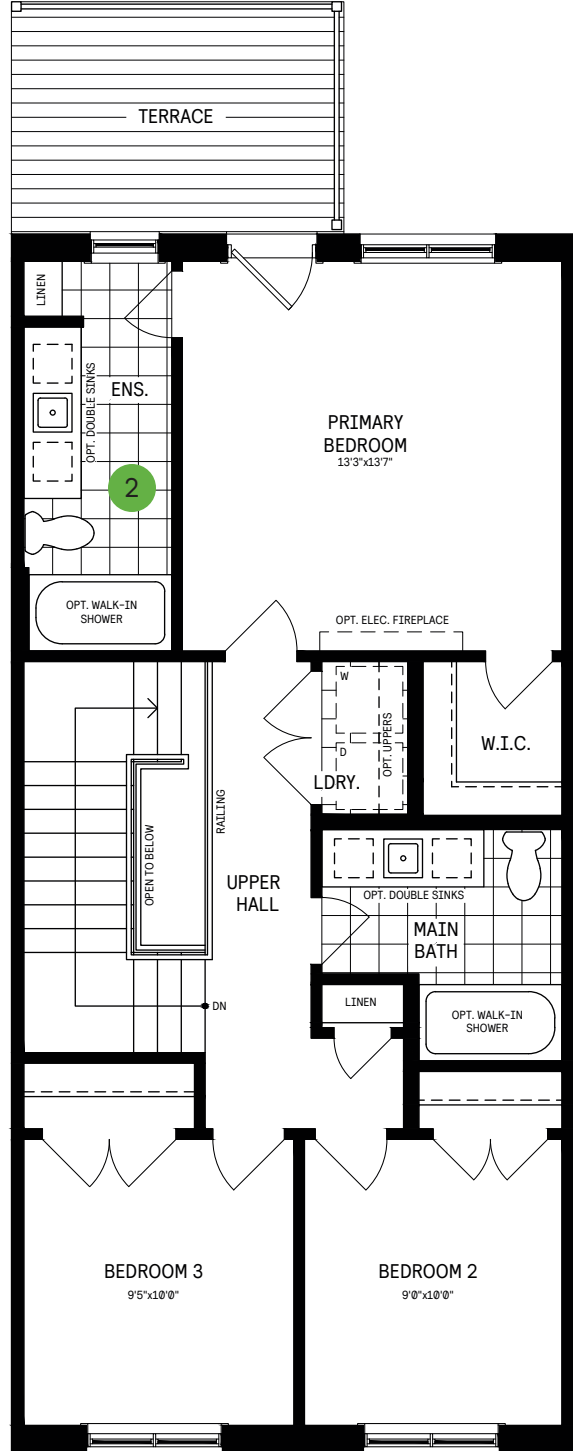 TERRACE
LINEN
OPT. DOUBLE SINKS
ENS.
2
PRIMARY
BEDROOM
13'3"x13'7"
OPT. WALK-IN
SHOWER
OPT. ELEC. FIREPLACE
W
D
OPT. UPPERS
LDRY.
W.I.C.
RAILING
OPEN TO BELOW
UPPER
HALL
OPT. DOUBLE SINKS
MAIN
BATH
DN
LINEN
OPT. WALK-IN
SHOWER
BEDROOM 3
9'5"x10'0"
BEDROOM 2
9'0"x10'0"